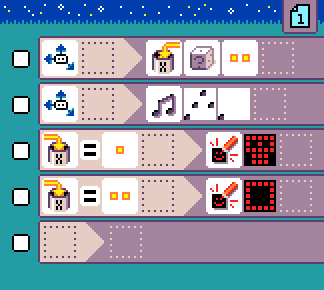 1
X
X =
X =